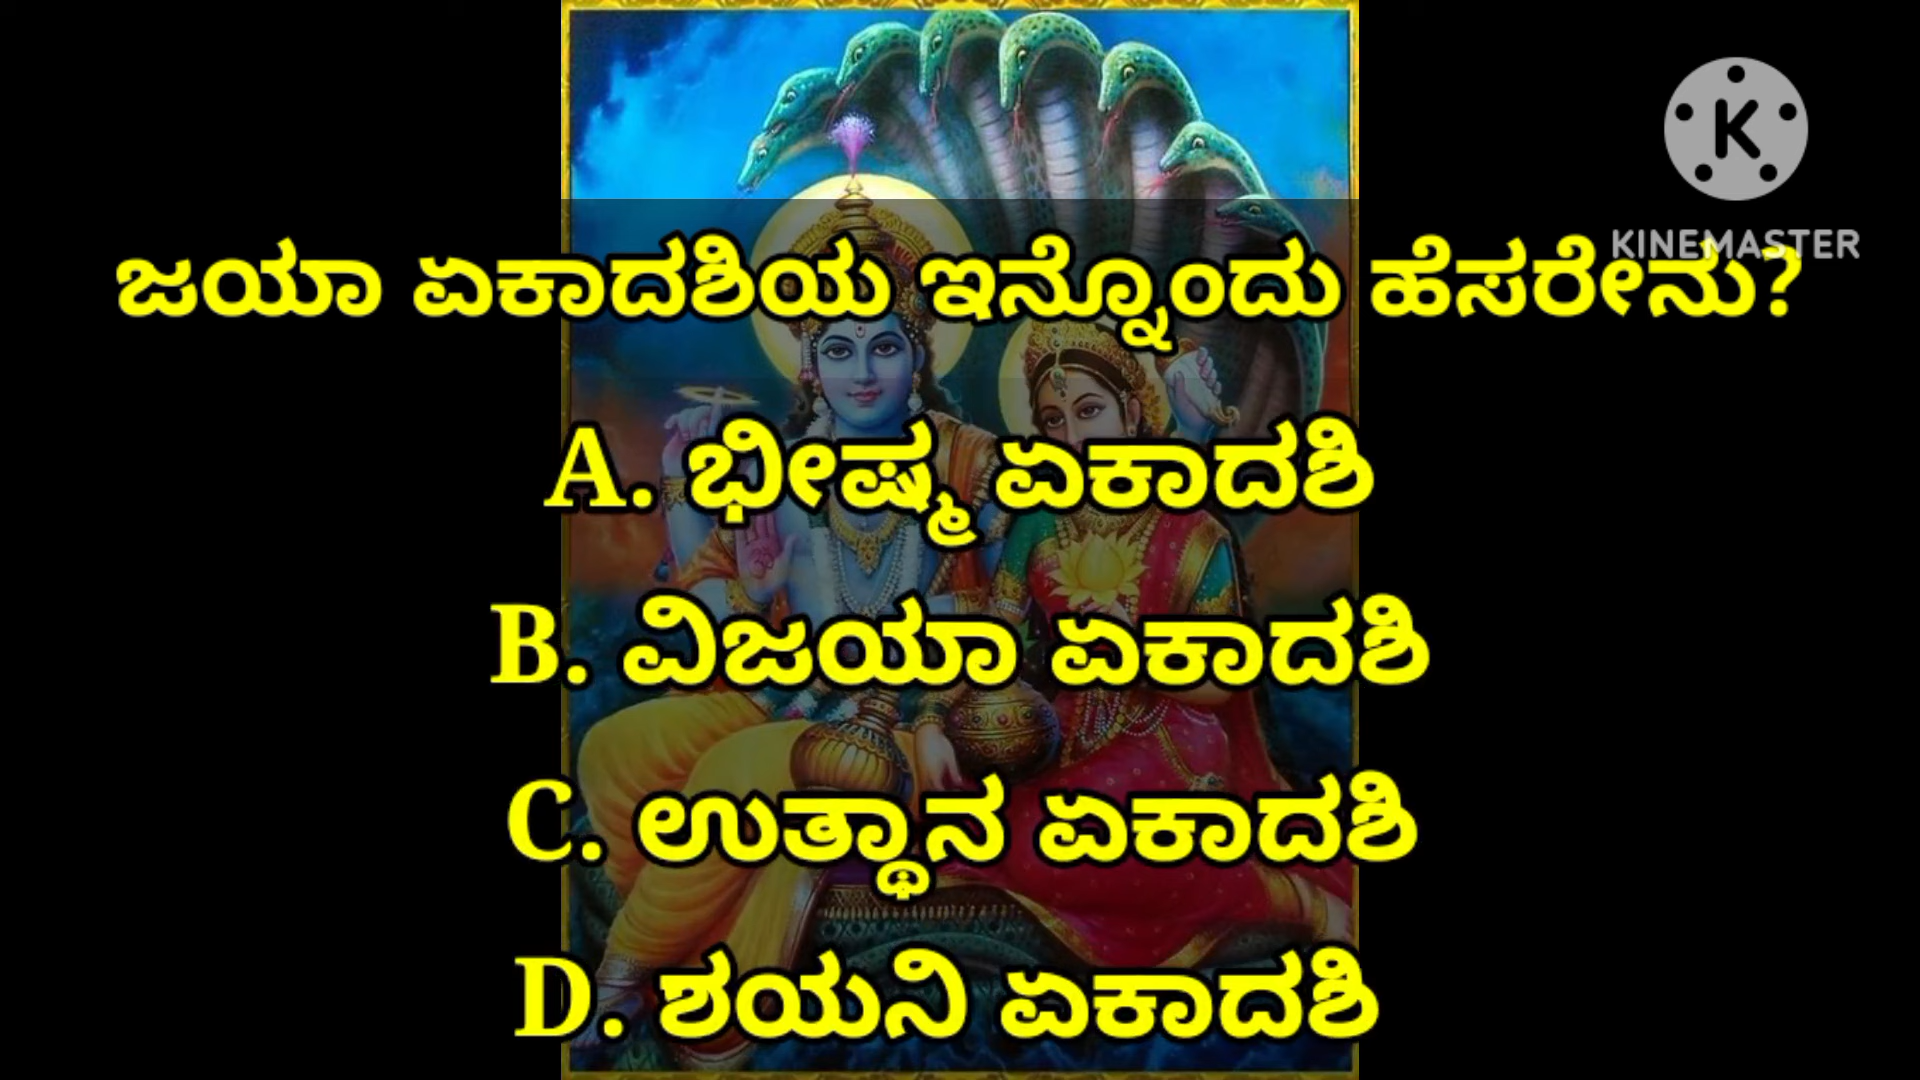 KINEMASTER
ಜಯಾ ಏಕಾದಶಿಯ ಇನ್ನೊಂದು ಹೆಸರೇನು?
A. ಭೀಷ್ಮ ಏಕಾದಶಿ
B. ವಿಜಯಾ ಏಕಾದಶಿ
C. ಉತ್ಥಾನ ಏಕಾದಶಿ
D. ಶಯನಿ ಏಕಾದಶಿ